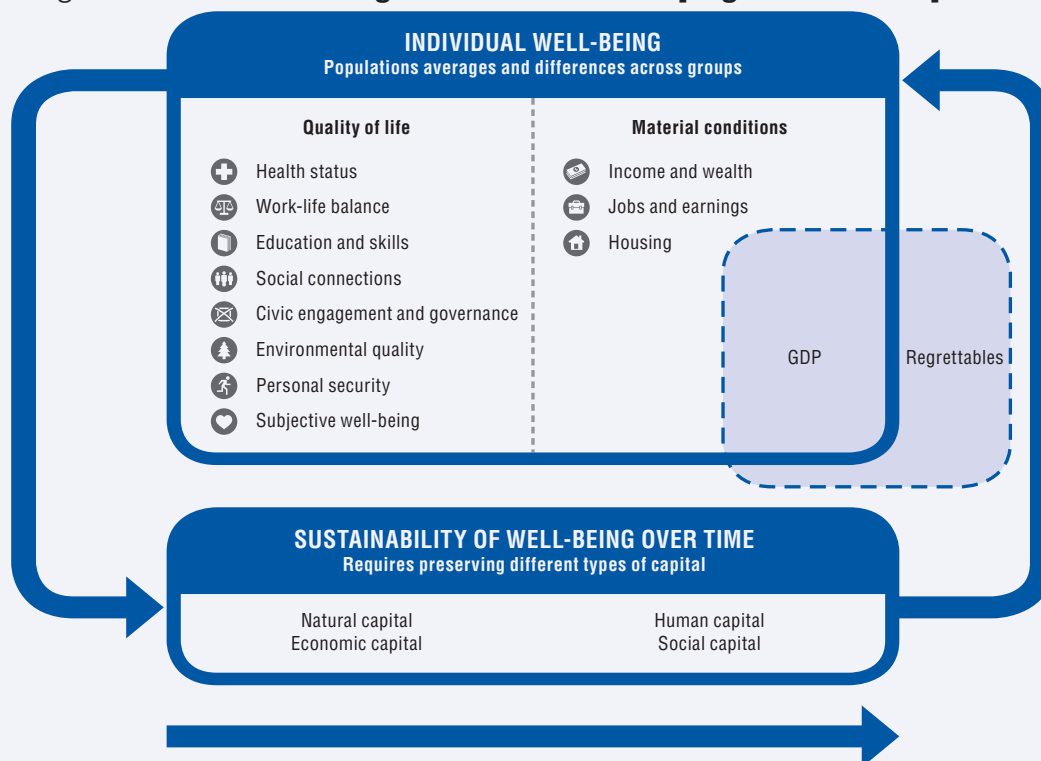 INDIVIDUAL WELL-BEING
Populations averages and differences across groups
Quality of life
Health status
Work-life balance
Education and skills
Social connections
Civic engagement and governance
Environmental quality
Personal security
Subjective well-being
Material conditions
Income and wealth
Jobs and earnings
Housing
GDP
Regrettables
SUSTAINABILITY OF WELL-BEING OVER TIME
Requires preserving different types of capital
Natural capital
Economic capital
Human capital
Social capital